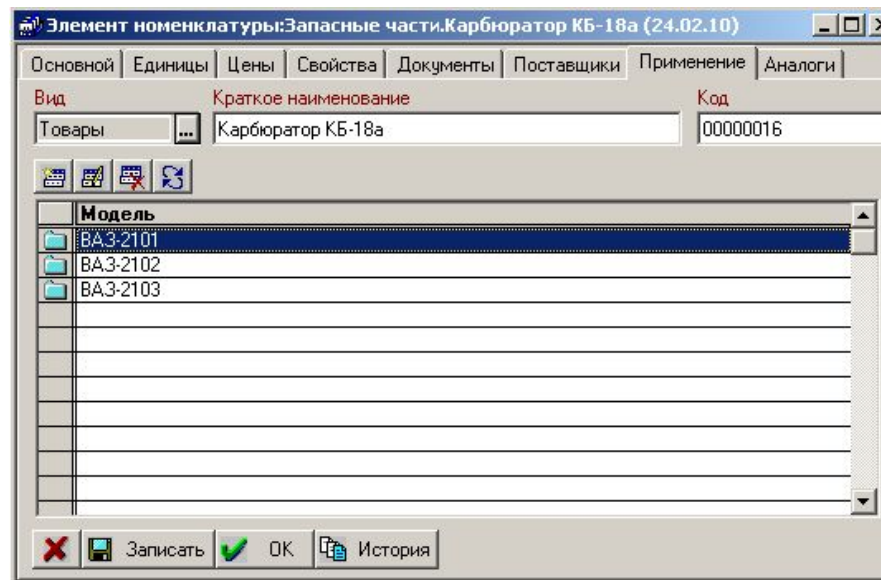 Элемент номенклатуры:Запасные части.Карбюратор КБ-18а (24.02.10)
Основной Единицы Цены Свойства Документы Поставщики Применение Аналоги
Вид Краткое наименование Код
Товары ... Карбюратор КБ-18а 00000016
Модель
ВАЗ-2101
ВАЗ-2102
ВАЗ-2103
Записать OK История